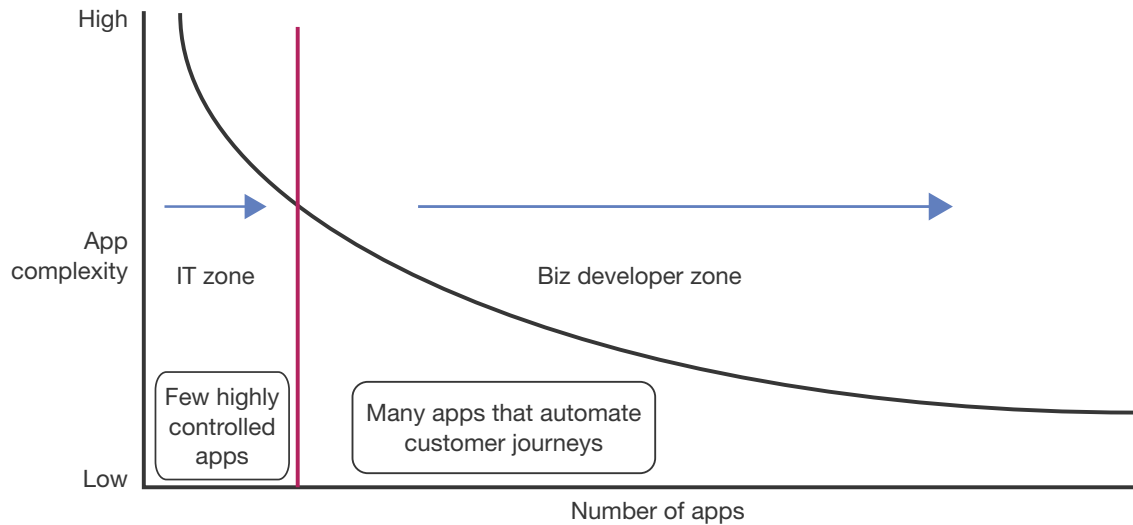 High
App
complexity
IT zone
Biz developer zone
Few highly
controlled
apps
Many apps that automate
customer journeys
Low
Number of apps